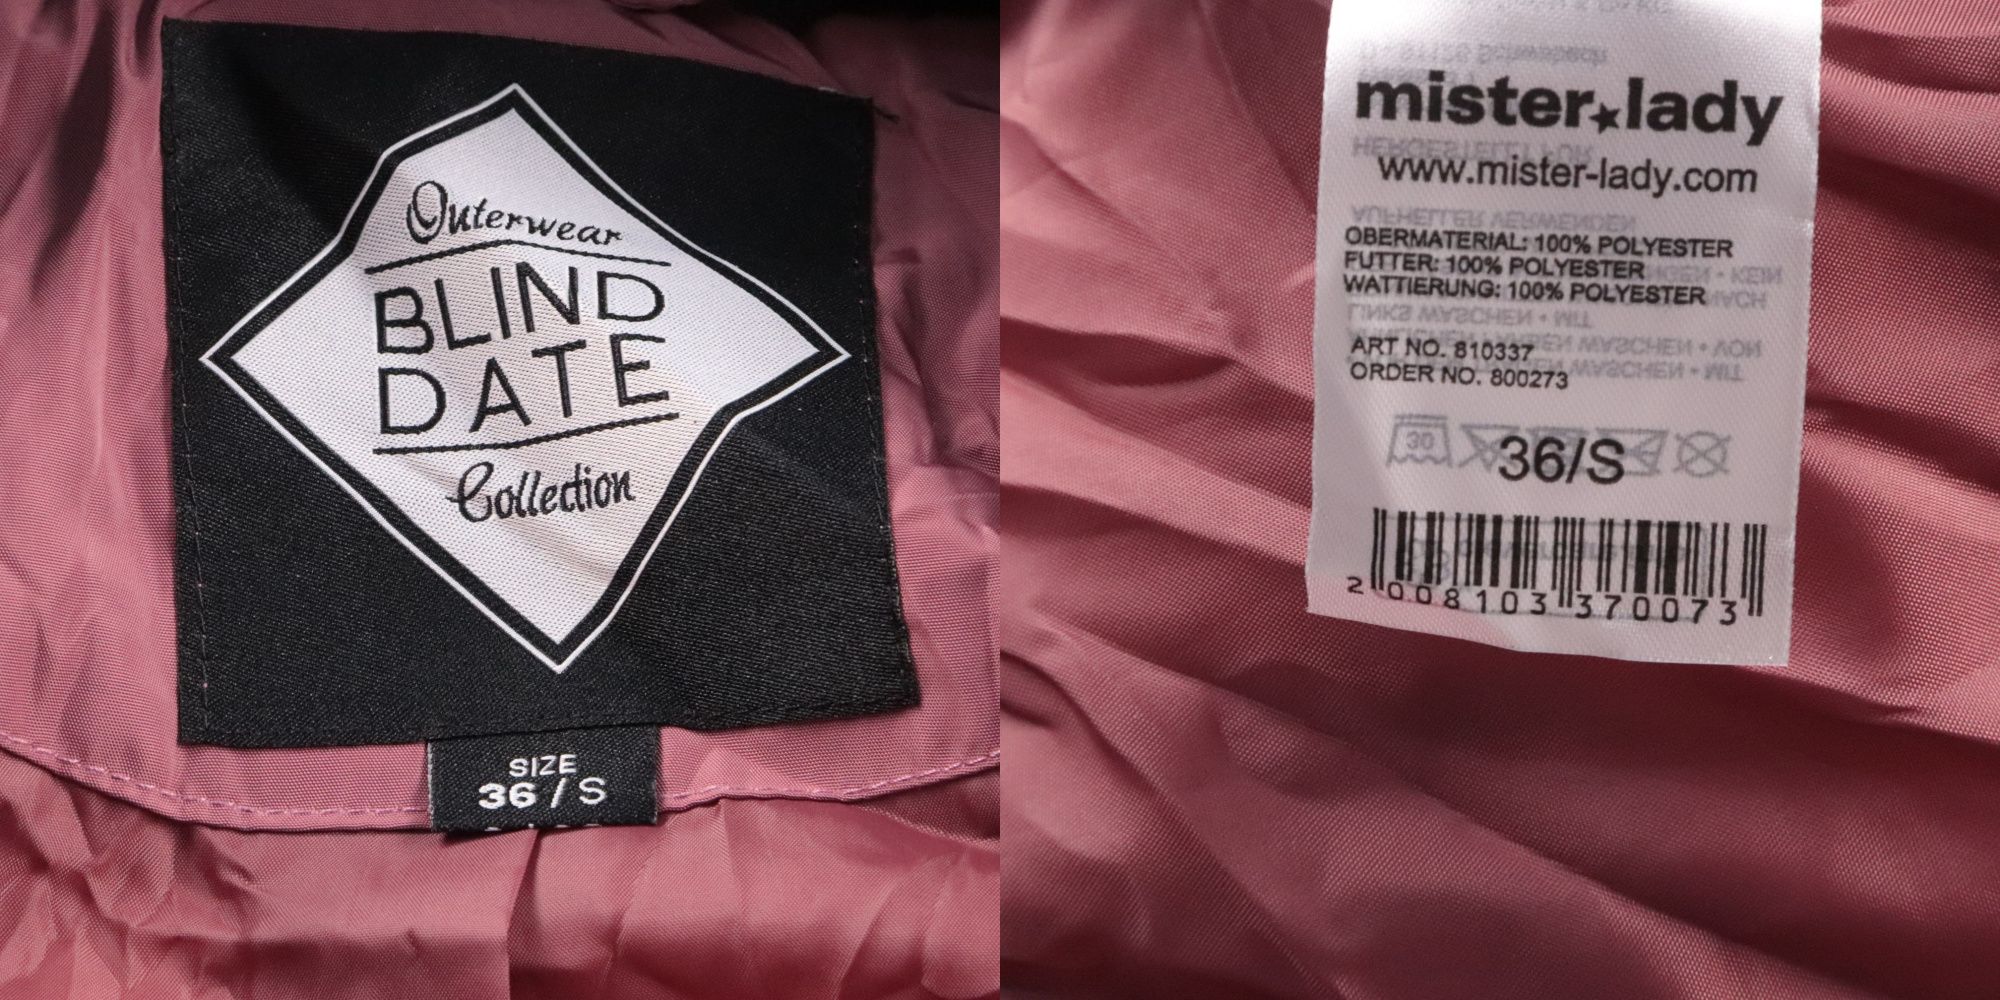 Outerwear
BLIND
DATE
Collection
SIZE
36/S
mister★lady
www.mister-lady.com
OBERMATERIAL: 100% POLYESTER
FUTTER: 100% POLYESTER
WATTIERUNG: 100% POLYESTER
ART NO. 810337
ORDER NO. 800273
30
36/S
2 008103 370073